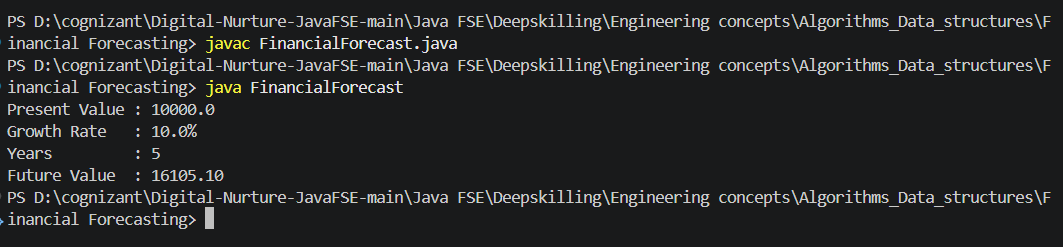 PS D:\cognizant\Digital-Nurture-JavaFSE-main\Java FSE\Deepskilling\Engineering concepts\Algorithms_Data_structures\F
inancial Forecasting> javac FinancialForecast.java
PS D:\cognizant\Digital-Nurture-JavaFSE-main\Java FSE\Deepskilling\Engineering concepts\Algorithms_Data_structures\F
inancial Forecasting> java FinancialForecast
Present Value : 10000.0
Growth Rate   : 10.0%
Years         : 5
Future Value  : 16105.10
PS D:\cognizant\Digital-Nurture-JavaFSE-main\Java FSE\Deepskilling\Engineering concepts\Algorithms_Data_structures\F
inancial Forecasting>